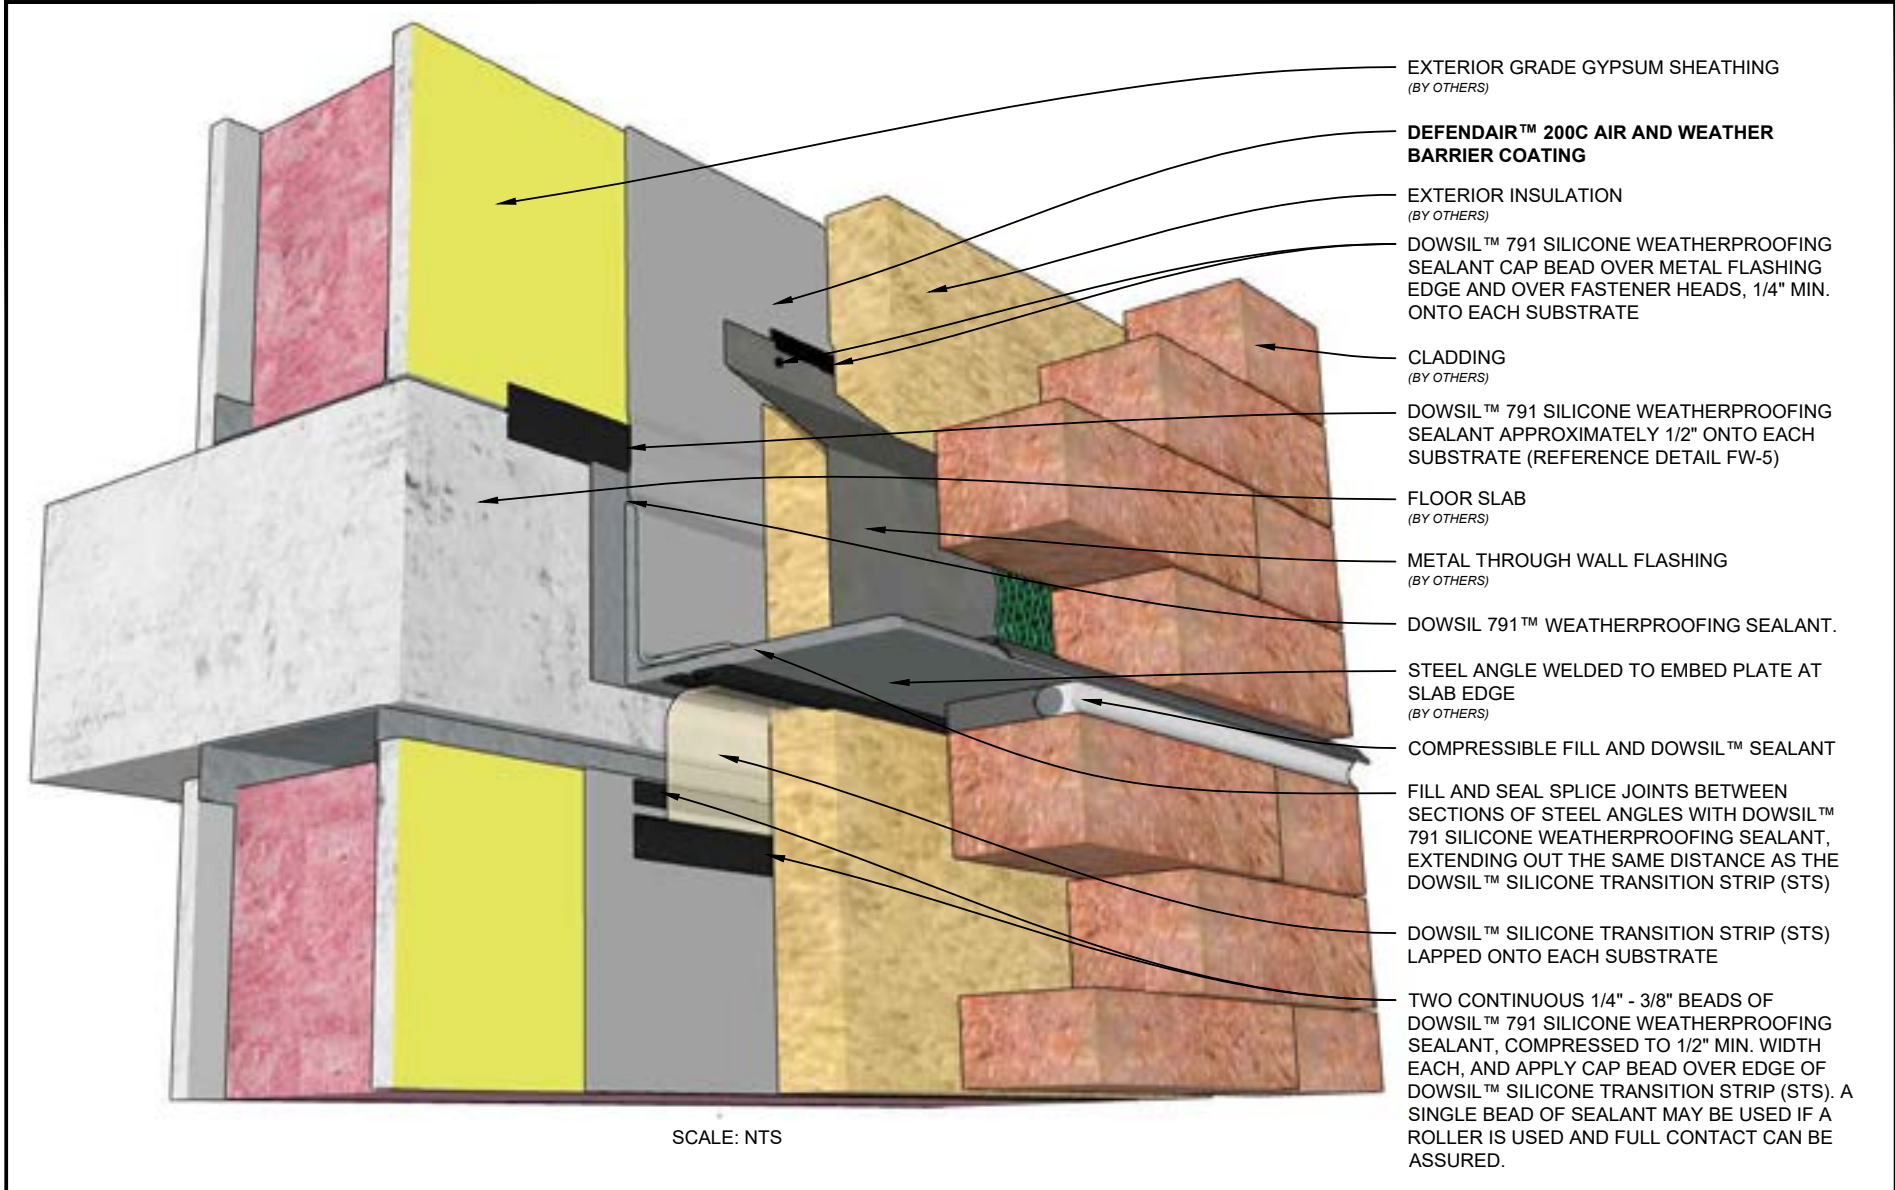 EXTERIOR GRADE GYPSUM SHEATHING
(BY OTHERS)
DEFENDAIR™ 200C AIR AND WEATHER
BARRIER COATING
EXTERIOR INSULATION
(BY OTHERS)
DOWSIL™ 791 SILICONE WEATHERPROOFING
SEALANT CAP BEAD OVER METAL FLASHING
EDGE AND OVER FASTENER HEADS, 1/4" MIN.
ONTO EACH SUBSTRATE
CLADDING
(BY OTHERS)
DOWSIL™ 791 SILICONE WEATHERPROOFING
SEALANT APPROXIMATELY 1/2" ONTO EACH
SUBSTRATE (REFERENCE DETAIL FW-5)
FLOOR SLAB
(BY OTHERS)
METAL THROUGH WALL FLASHING
(BY OTHERS)
DOWSIL 791™ WEATHERPROOFING SEALANT.
STEEL ANGLE WELDED TO EMBED PLATE AT
SLAB EDGE
(BY OTHERS)
COMPRESSIBLE FILL AND DOWSIL™ SEALANT
FILL AND SEAL SPLICE JOINTS BETWEEN
SECTIONS OF STEEL ANGLES WITH DOWSIL™
791 SILICONE WEATHERPROOFING SEALANT,
EXTENDING OUT THE SAME DISTANCE AS THE
DOWSIL™ SILICONE TRANSITION STRIP (STS)
DOWSIL™ SILICONE TRANSITION STRIP (STS)
LAPPED ONTO EACH SUBSTRATE
TWO CONTINUOUS 1/4" - 3/8" BEADS OF
DOWSIL™ 791 SILICONE WEATHERPROOFING
SEALANT, COMPRESSED TO 1/2" MIN. WIDTH
EACH, AND APPLY CAP BEAD OVER EDGE OF
DOWSIL™ SILICONE TRANSITION STRIP (STS). A
SINGLE BEAD OF SEALANT MAY BE USED IF A
ROLLER IS USED AND FULL CONTACT CAN BE
ASSURED.
SCALE: NTS